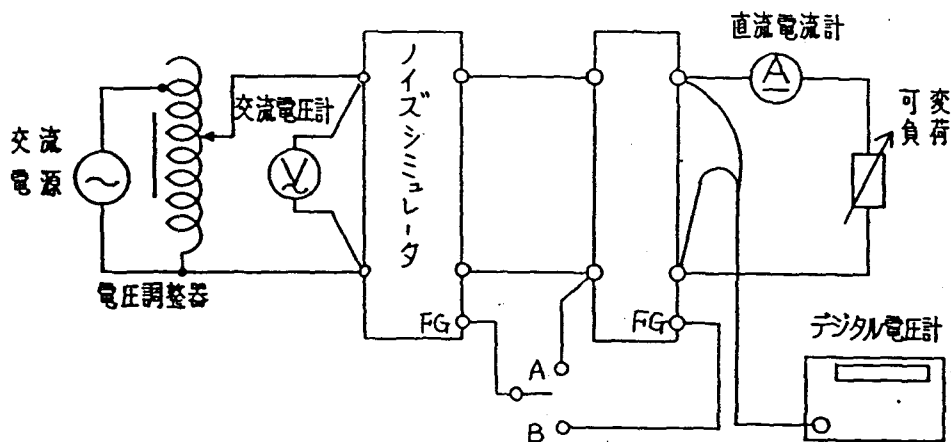 直流電流計
A
可変
負荷
交流
電源
交流電圧計
V
ノイズシミュレータ
電圧調整器
FG
FG
A
B
デジタル電圧計